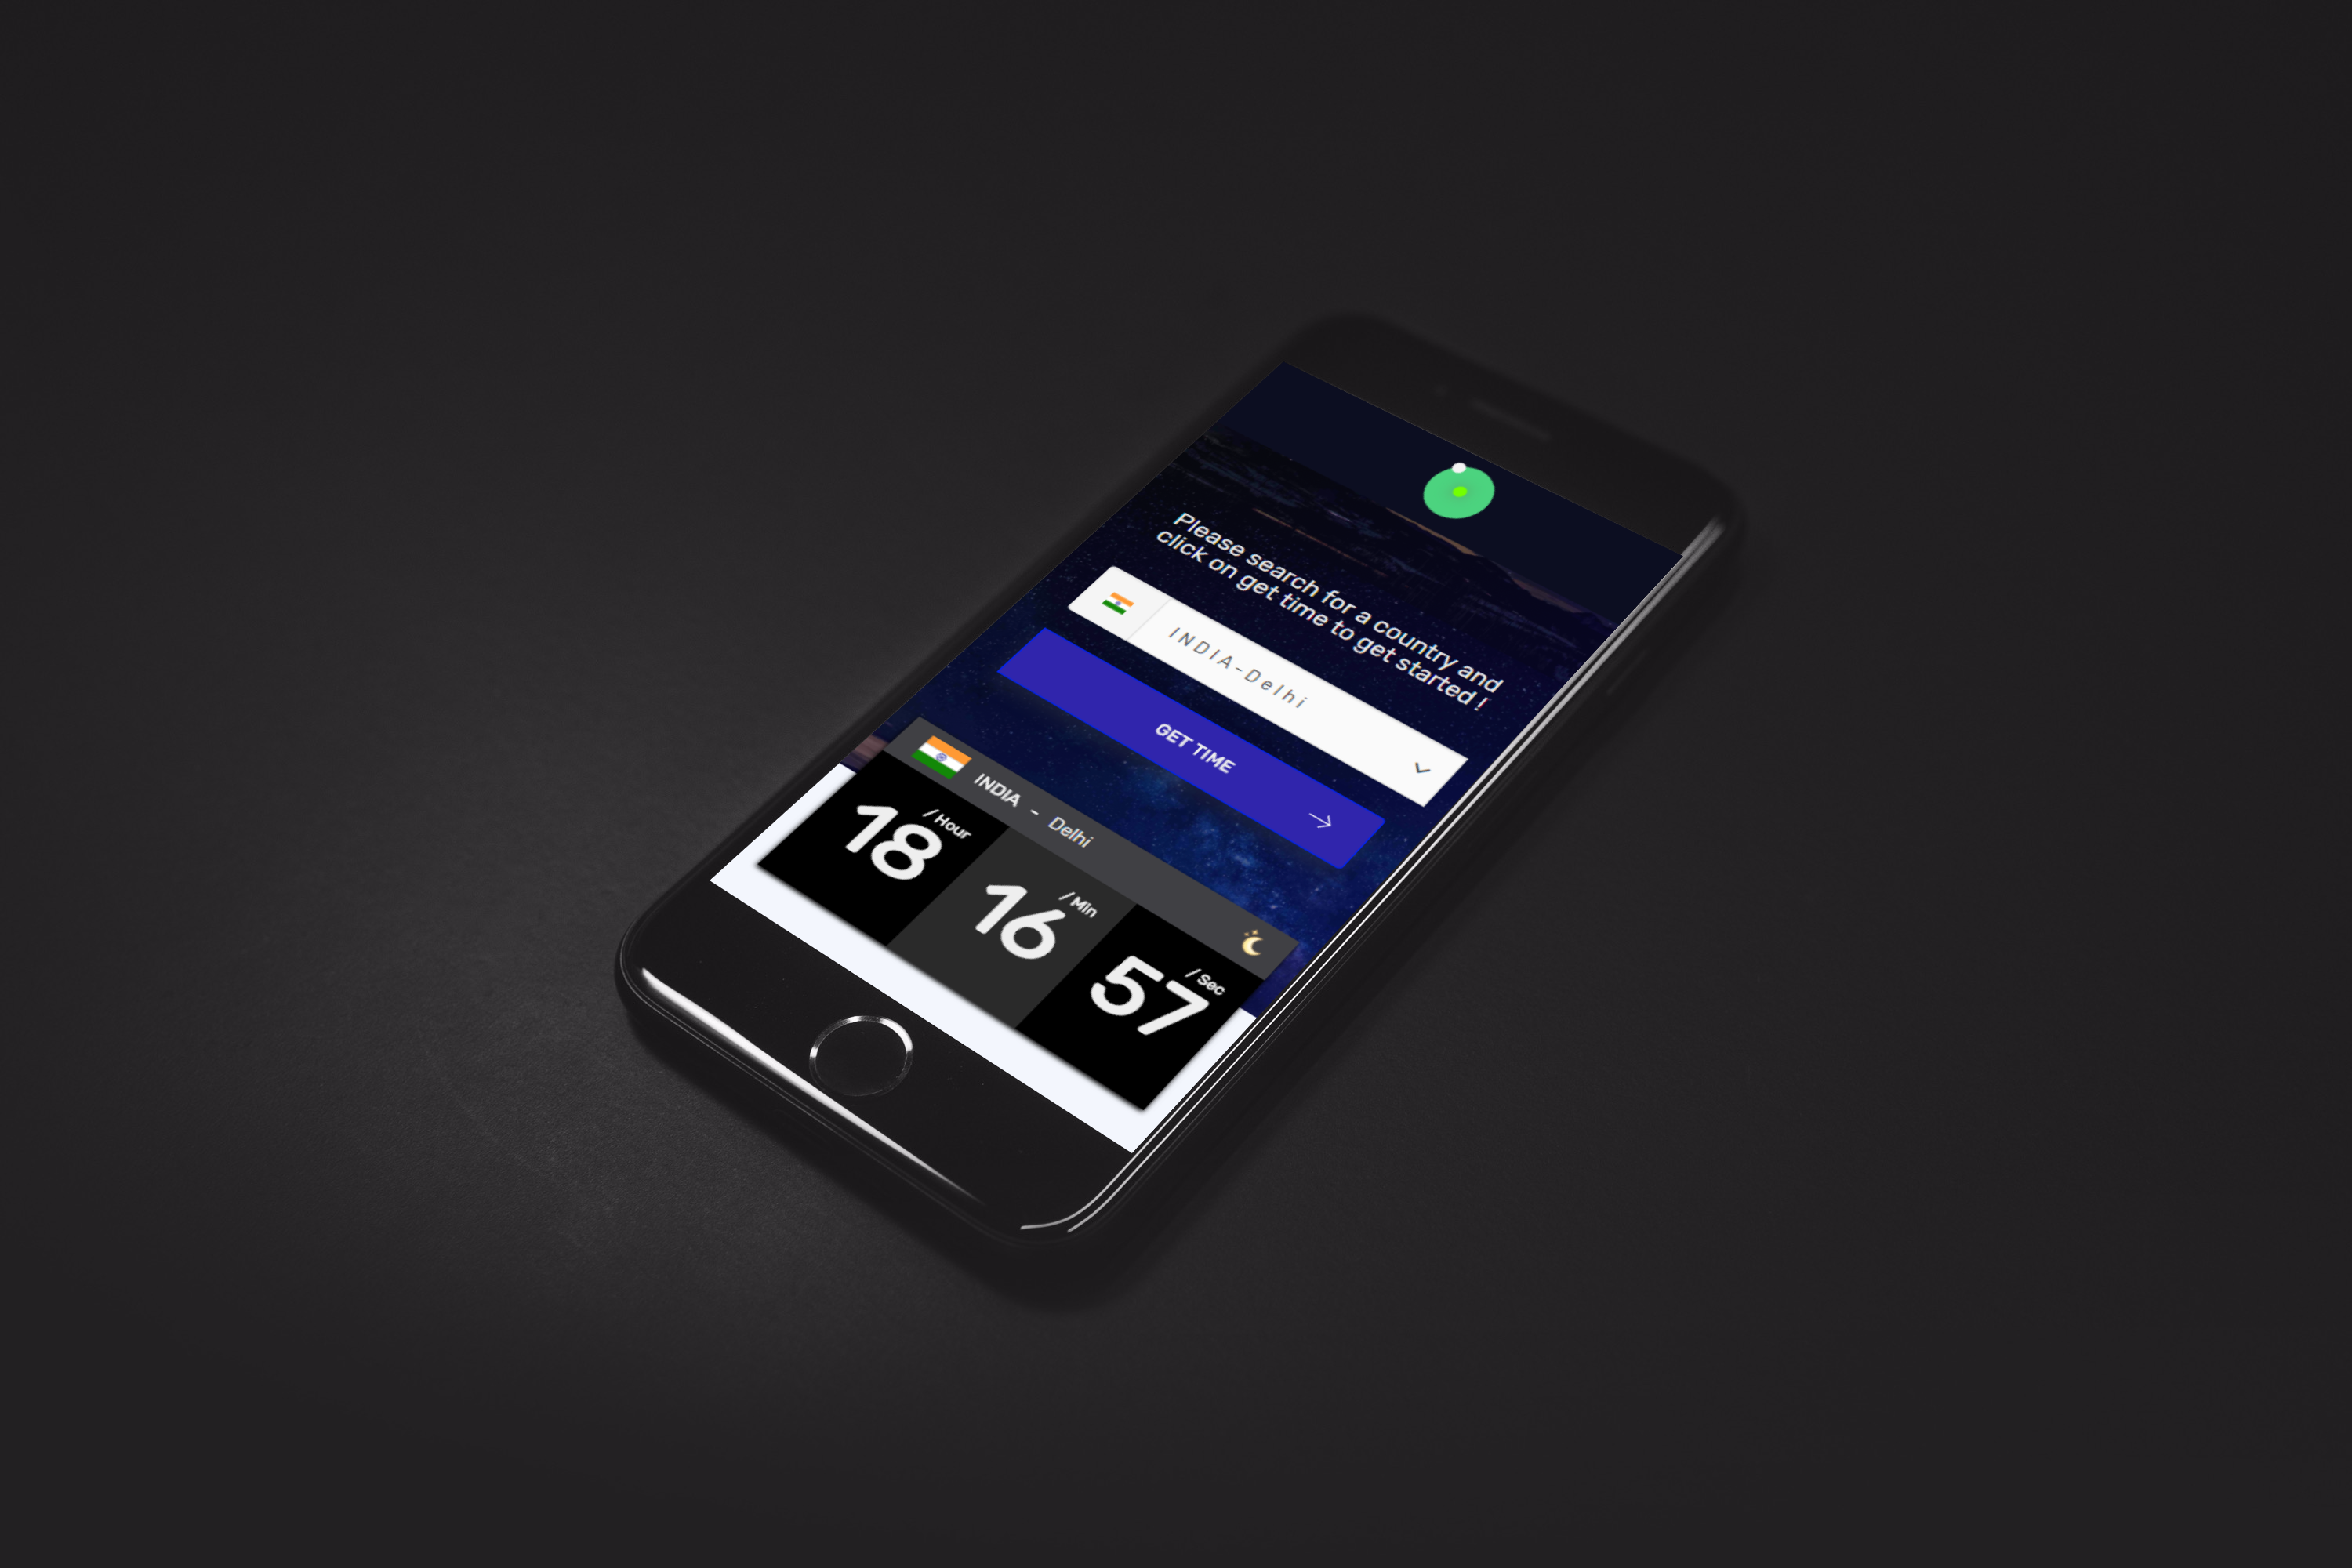 Please search for a country and
click on get time to get started !
INDIA-Delhi
GET TIME
INDIA - Delhi
18 / Hour
16 / Min
57 / Sec